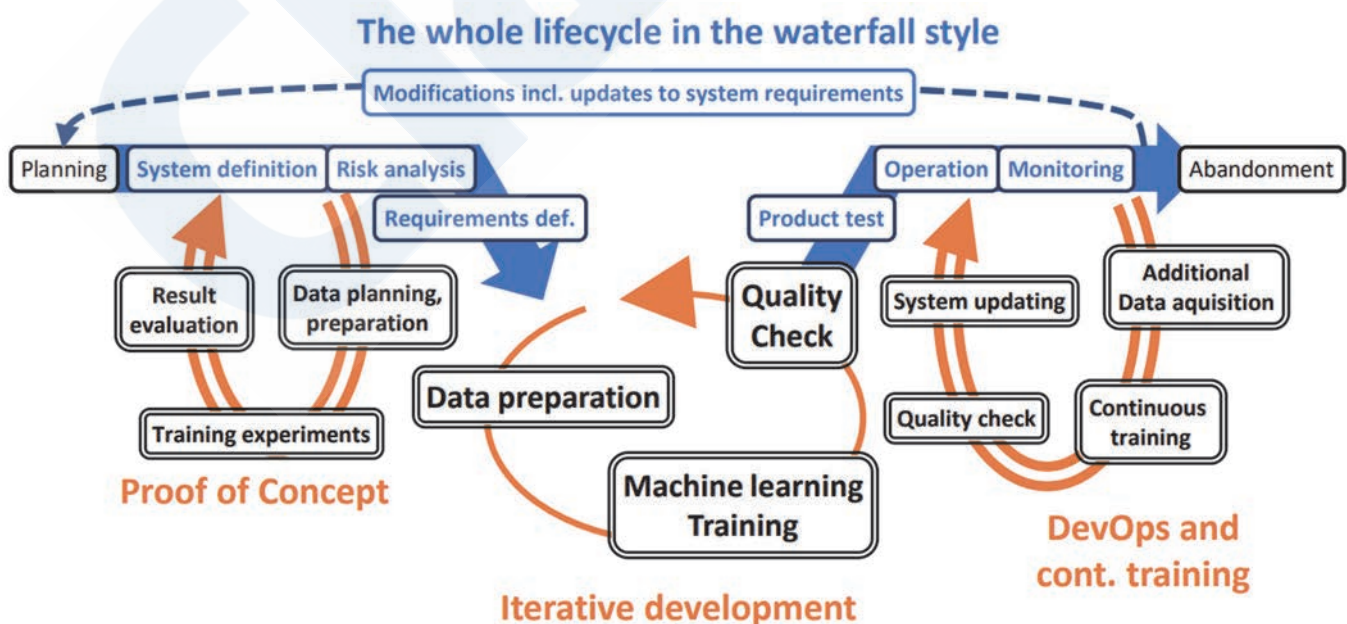 The whole lifecycle in the waterfall style
Modifications incl. updates to system requirements
Planning
System definition
Risk analysis
Requirements def.
Product test
Operation
Monitoring
Abandonment
Result
evaluation
Data planning,
preparation
Training experiments
Proof of Concept
Data preparation
Machine learning
Training
Quality
Check
Iterative development
System updating
Additional
Data aquisition
Quality check
Continuous
training
DevOps and
cont. training